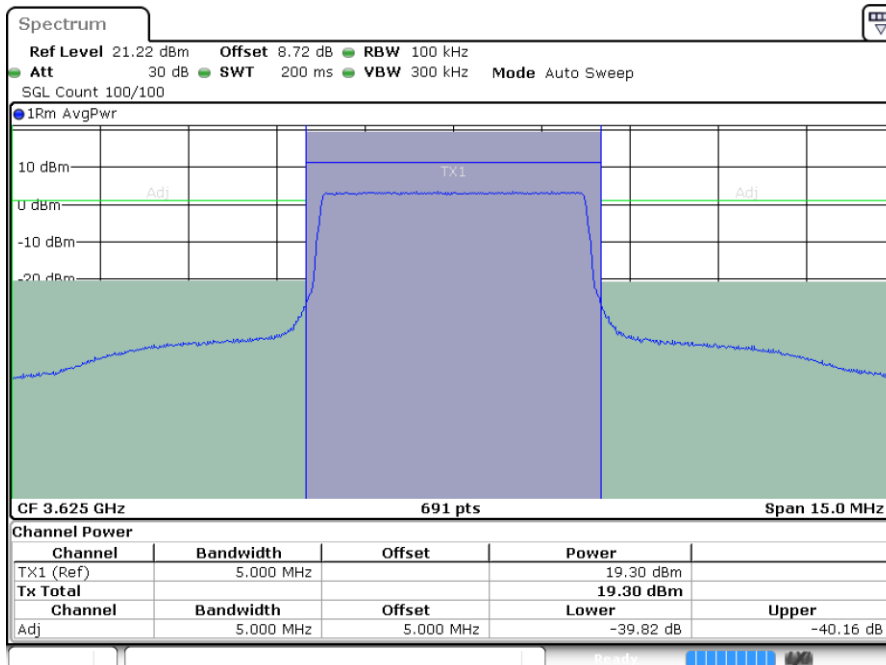 Spectrum
Ref Level 21.22 dBm Offset 8.72 dB RBW 100 kHz
Att 30 dB SWT 200 ms VBW 300 kHz Mode Auto Sweep
SGL Count 100/100
1Rm AvgPwr
10 dBm
TX1
Adj Adj
0 dBm
-10 dBm
-20 dBm
CF 3.625 GHz 691 pts Span 15.0 MHz
Channel Power
Channel Bandwidth Offset Power
TX1 (Ref) 5.000 MHz 19.30 dBm
Tx Total 19.30 dBm
Channel Bandwidth Offset Lower Upper
Adj 5.000 MHz 5.000 MHz -39.82 dB -40.16 dB
Ready